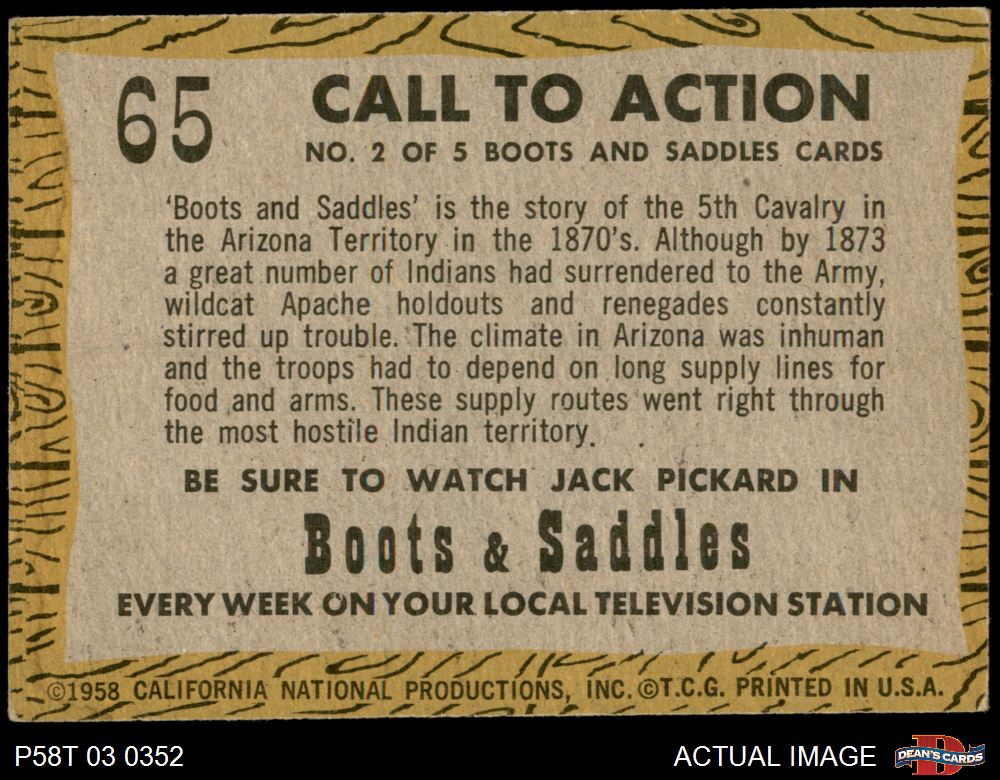 65
CALL TO ACTION
NO. 2 OF 5 BOOTS AND SADDLES CARDS
'Boots and Saddles' is the story of the 5th Cavalry in
the Arizona Territory in the 1870's. Although by 1873
a great number of Indians had surrendered to the Army,
wildcat Apache holdouts and renegades constantly
stirred up trouble. The climate in Arizona was inhuman
and the troops had to depend on long supply lines for
food and arms. These supply routes went right through
the most hostile Indian territory.
BE SURE TO WATCH JACK PICKARD IN
Boots & Saddles
EVERY WEEK ON YOUR LOCAL TELEVISION STATION
©1958 CALIFORNIA NATIONAL PRODUCTIONS, INC. ©T.C.G. PRINTED IN U.S.A.
P58T 03 0352
ACTUAL IMAGE
D
DEAN'S CARDS